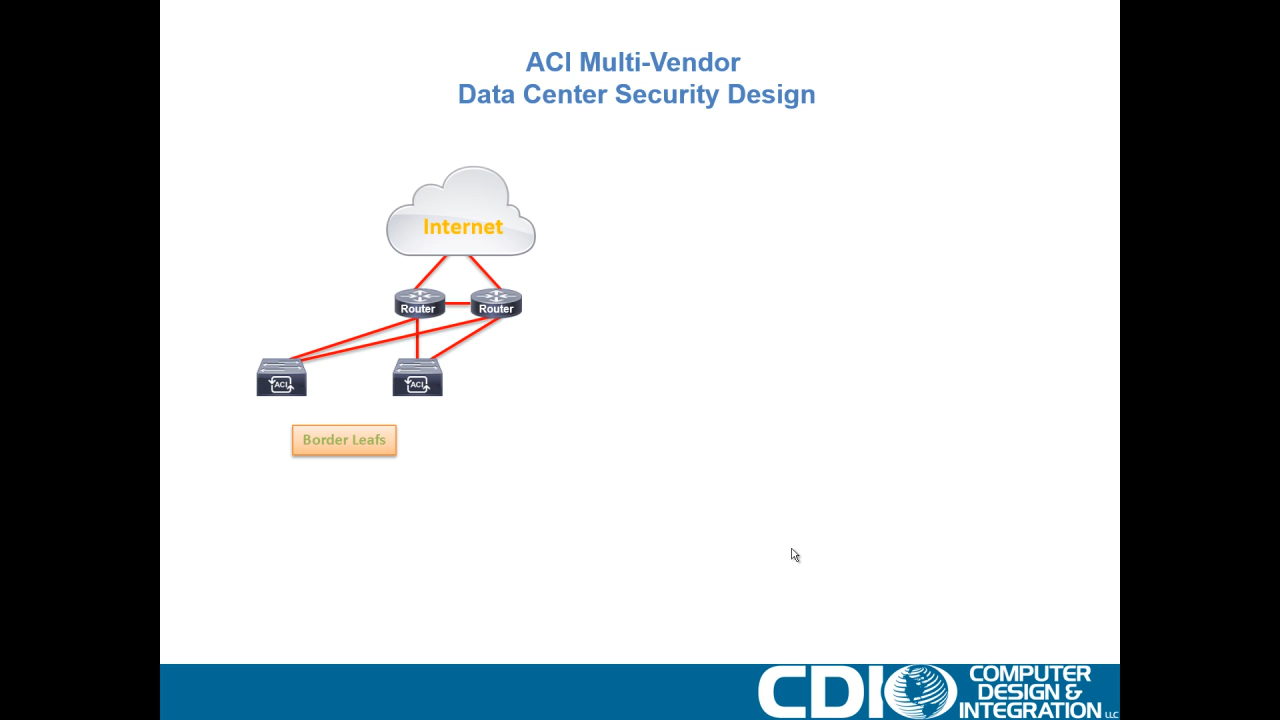 ACI Multi-Vendor
Data Center Security Design
Internet
Router Router
ACI ACI
Border Leafs
CDI COMPUTER
DESIGN &
INTEGRATION LLC